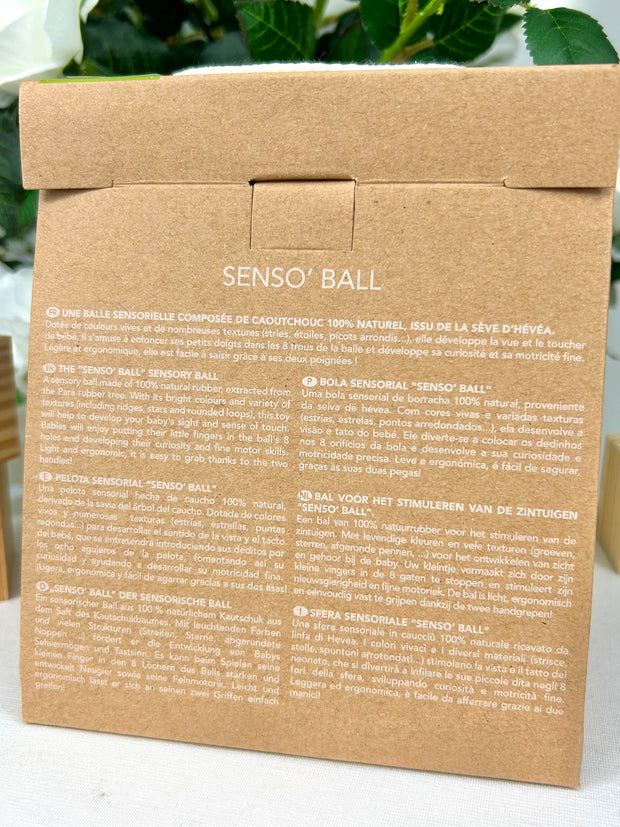 SENSO' BALL
FR UNE BALLE SENSORIELLE COMPOSÉE DE CAOUTCHOUC 100% NATUREL, ISSU DE LA SÈVE D'HÉVÉA.
Dotée de couleurs vives et de nombreuses textures (stries, étoiles, picots arrondis...), elle développe la vue et le toucher
de bébé. Il s'amuse à enfoncer ses petits doigts dans les 8 trous de la balle et développe sa curiosité et sa motricité fine.
Légère et ergonomique, elle est facile à saisir grâce à ses deux poignées !
EN THE "SENSO' BALL" SENSORY BALL
A sensory ball made of 100% natural rubber, extracted from
the Pará rubber tree. With its bright colours and variety of
textures (including ridges, stars and rounded loops), this toy
will help to develop your baby's sight and sense of touch.
Babies will enjoy putting their little fingers in the ball's 8
holes and developing their curiosity and fine motor skills.
Light and ergonomic, it is easy to grab thanks to the two
handles!
E PELOTA SENSORIAL "SENSO' BALL"
Una pelota sensorial hecha de caucho 100% natural,
derivado de la savia del árbol del caucho. Dotada de colores
vivos y numerosas texturas (estrías, estrellas, puntas
redondas...) para desarrollar el sentido de la vista y el tacto
del bebé, que se entretendrá introduciendo sus deditos por
los ocho agujeros de la pelota, fomentando así su
curiosidad y ayudando a desarrollar su motricidad fina.
¡Ligera, ergonómica y fácil de agarrar gracias a sus dos asas!
D „SENSO' BALL" DER SENSORISCHE BALL
Ein sensorischer Ball aus 100 % natürlichem Kautschuk aus
dem Saft des Kautschukbaumes. Mit leuchtenden Farben
und vielen Strukturen (Streifen, Sterne, abgerundete
Noppen ...) fördert er die Entwicklung von Babys
Sehvermögen und Tastsinn. Es kann beim Spielen seine
kleinen Finger in den 8 Löchern des Balls stärken und
entwickelt Neugier sowie seine Feinmotorik. Leicht und
ergonomisch lässt er sich an seinen zwei Griffen einfach
greifen!
P BOLA SENSORIAL "SENSO' BALL"
Uma bola sensorial de borracha 100% natural, proveniente
da seiva de hévea. Com cores vivas e variadas texturas
(estrias, estrelas, pontos arredondados...), ela desenvolve a
visão e tato do bebé. Ele diverte-se a colocar os dedinhos
nos 8 orifícios da bola e desenvolve a sua curiosidade e
motricidade precisa. Leve e ergonómica, é fácil de segurar,
graças às suas duas pegas!
NL BAL VOOR HET STIMULEREN VAN DE ZINTUIGEN
"SENSO' BALL".
Een bal van 100% natuurrubber voor het stimuleren van de
zintuigen. Met levendige kleuren en vele texturen (groeven,
sterren, afgeronde pennen, ...) voor het ontwikkelen van zicht
en gehoor bij de baby. Uw kleintje vermaakt zich door zijn
kleine vingers in de 8 gaten te stoppen en stimuleert zijn
nieuwsgierigheid en fijne motoriek. De bal is licht, ergonomisch
en eenvoudig vast te grijpen dankzij de twee handgrepen!
I SFERA SENSORIALE "SENSO' BALL"
Una sfera sensoriale in caucciù 100% naturale ricavato da
linfa di Hevea. I colori vivaci e i diversi materiali (strisce,
stelle, spuntoni arrotondati...) stimolano la vista e il tatto del
neonato, che si divertirà a infilare le sue piccole dita negli 8
fori della sfera, sviluppando curiosità e motricità fine.
Leggera ed ergonomica, è facile da afferrare grazie ai due
manici!